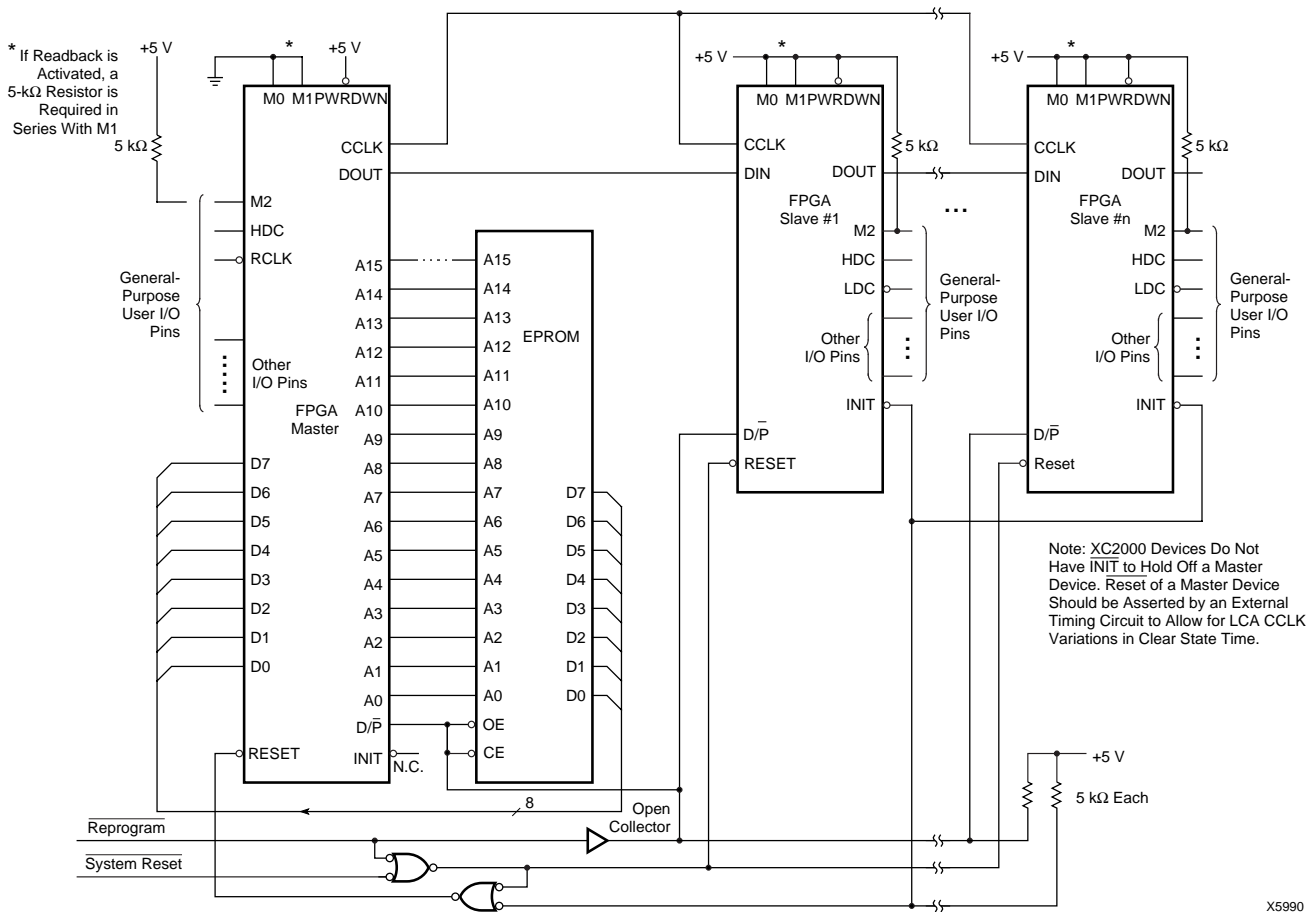 * If Readback is
Activated, a
5-kΩ Resistor is
Required in
Series With M1
+5 V
*
+5 V
5 kΩ
M0
M1
PWRDWN
CCLK
DOUT
M2
HDC
RCLK
General-
Purpose
User I/O
Pins
Other
I/O Pins
FPGA
Master
A15
A14
A13
A12
A11
A10
A9
A8
A7
A6
A5
A4
A3
A2
A1
A0
D/P̅
INIT
N.C.
D7
D6
D5
D4
D3
D2
D1
D0
RESET
EPROM
A15
A14
A13
A12
A11
A10
A9
A8
A7
A6
A5
A4
A3
A2
A1
A0
OE
CE
D7
D6
D5
D4
D3
D2
D1
D0
8
+5 V
*
M0
M1
PWRDWN
5 kΩ
CCLK
DIN
DOUT
FPGA
Slave #1
M2
HDC
LDC
Other
I/O Pins
INIT
General-
Purpose
User I/O
Pins
D/P̅
RESET
...
+5 V
*
M0
M1
PWRDWN
5 kΩ
CCLK
DIN
DOUT
FPGA
Slave #n
M2
HDC
LDC
Other
I/O Pins
INIT
General-
Purpose
User I/O
Pins
D/P̅
Reset
Note: XC2000 Devices Do Not
Have I̅N̅I̅T̅ to Hold Off a Master
Device. R̅e̅s̅e̅t̅ of a Master Device
Should be Asserted by an External
Timing Circuit to Allow for LCA CCLK
Variations in Clear State Time.
+5 V
5 kΩ Each
Open
Collector
R̅e̅p̅r̅o̅g̅r̅a̅m̅
S̅y̅s̅t̅e̅m̅ ̅R̅e̅s̅e̅t̅
X5990